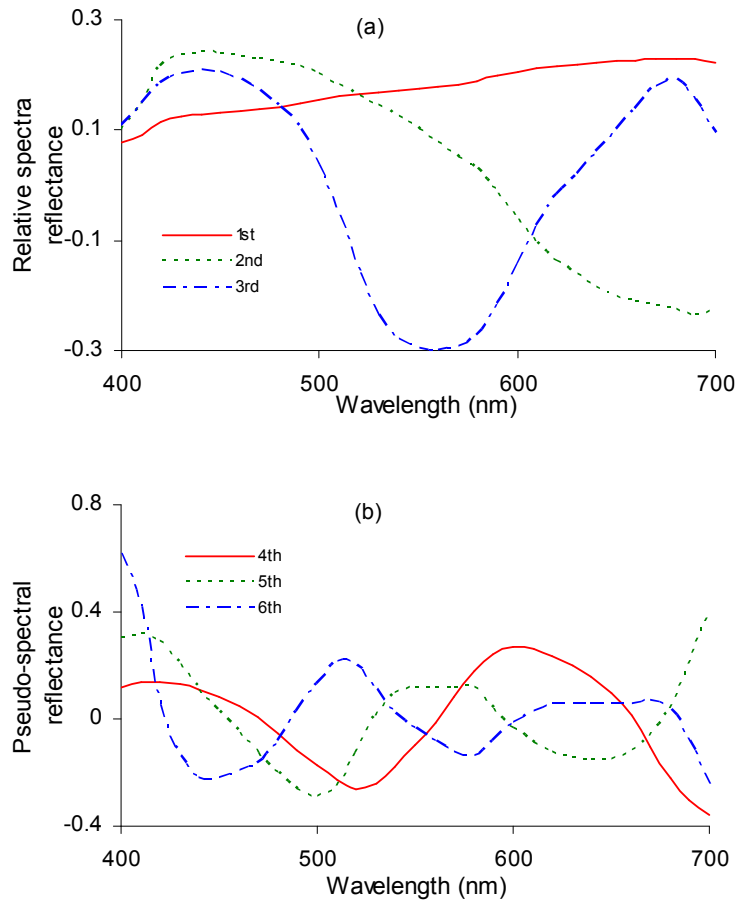 (a)
0.3
0.1
-0.1
-0.3
Relative spectra
reflectance
1st
2nd
3rd
400
500
600
700
Wavelength (nm)
(b)
0.8
0.4
0
-0.4
Pseudo-spectral
reflectance
4th
5th
6th
400
500
600
700
Wavelength (nm)